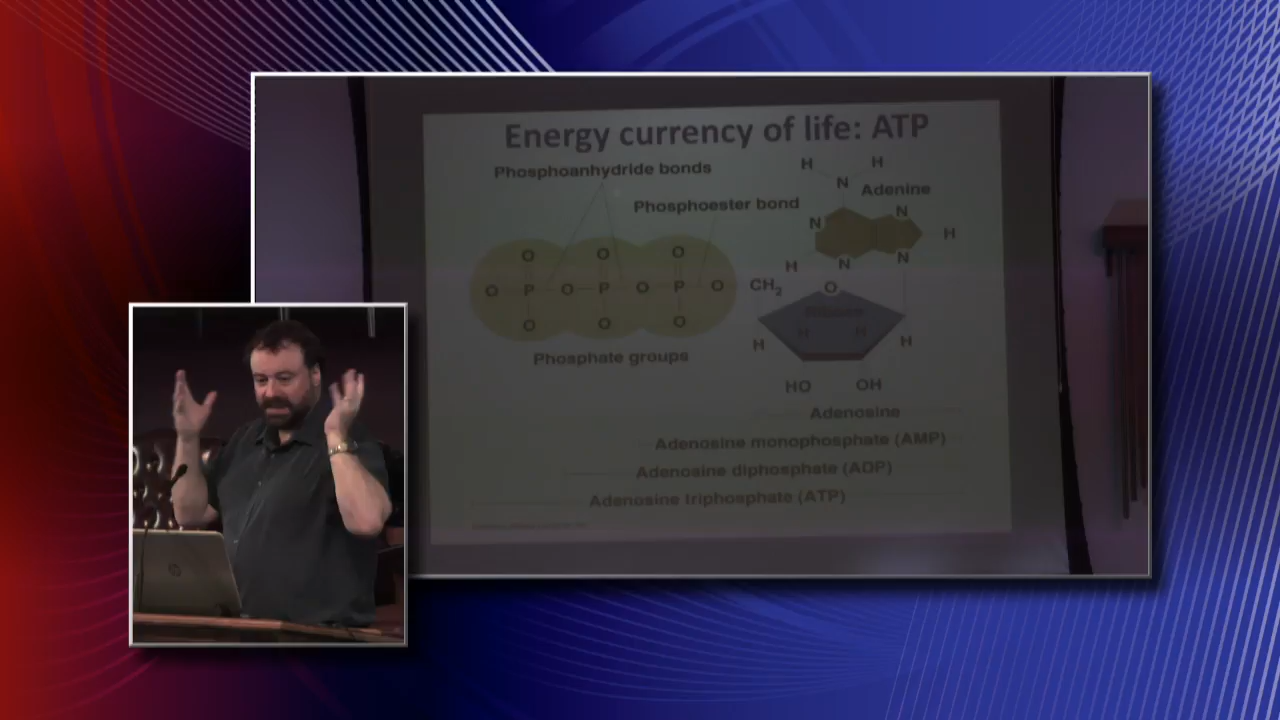 Energy currency of life: ATP
Phosphoanhydride bonds
Phosphoester bond
H H
N
Adenine
N N
H
H N N
O O O
O P O P O P O
CH2
O
O O O
H H H H
Phosphate groups
HO OH
Adenosine
Adenosine monophosphate (AMP)
Adenosine diphosphate (ADP)
Adenosine triphosphate (ATP)
hp